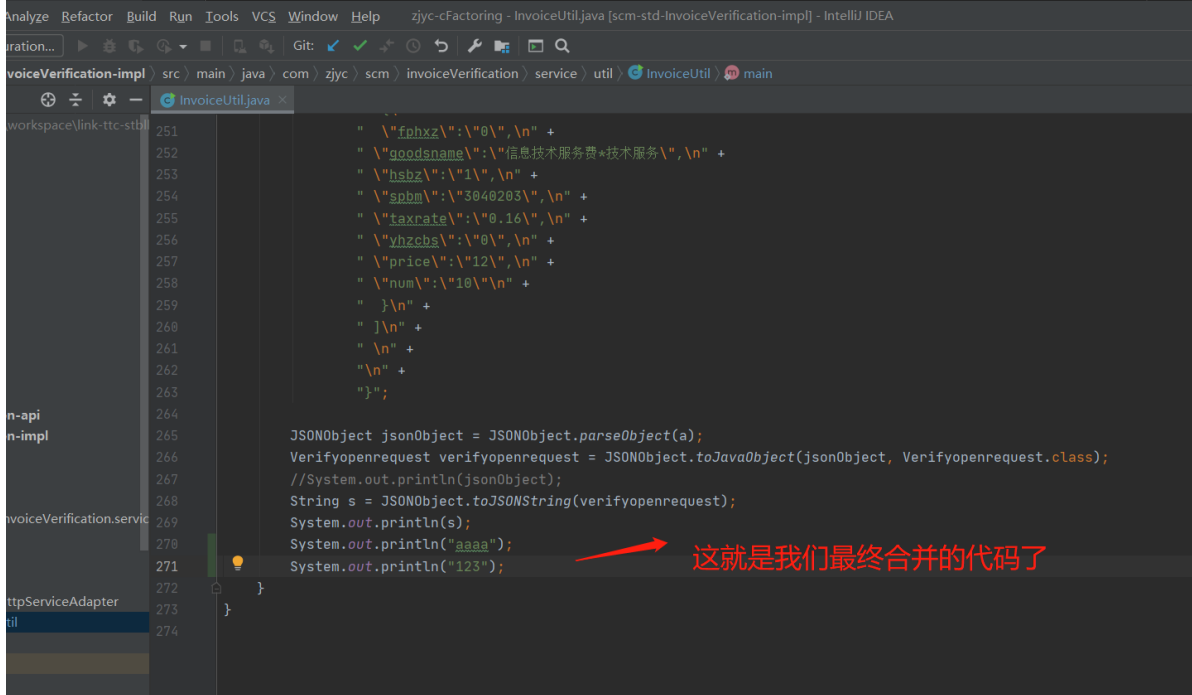 Analyze Refactor Build Run Tools VCS Window Help zjyc-cFactoring - InvoiceUtil.java [scm-std-InvoiceVerification-impl] - IntelliJ IDEA
uration... Git:
voiceVerification-impl src main java com zjyc scm invoiceVerification service util InvoiceUtil main
InvoiceUtil.java
workspace\link-ttc-stbll
251 "  \"fphxz\":\"0\",\n" +
252 " \"goodsname\":\"信息技术服务费*技术服务\",\n" +
253 " \"hsbz\":\"1\",\n" +
254 " \"spbm\":\"3040203\",\n" +
255 " \"taxrate\":\"0.16\",\n" +
256 " \"yhzcbs\":\"0\",\n" +
257 " \"price\":\"12\",\n" +
258 " \"num\":\"10\"\n" +
259 "  }\n" +
260 " ]\n" +
261 " \n" +
262 "\n" +
263 "}";
264
n-api
265 JSONObject jsonObject = JSONObject.parseObject(a);
n-impl
266 Verifyopenrequest verifyopenrequest = JSONObject.toJavaObject(jsonObject, Verifyopenrequest.class);
267 //System.out.println(jsonObject);
268 String s = JSONObject.toJSONString(verifyopenrequest);
nvoiceVerification.servic
269 System.out.println(s);
270 System.out.println("aaaa");
271 System.out.println("123");
这就是我们最终合并的代码了
272 }
ttpServiceAdapter
273 }
til
274